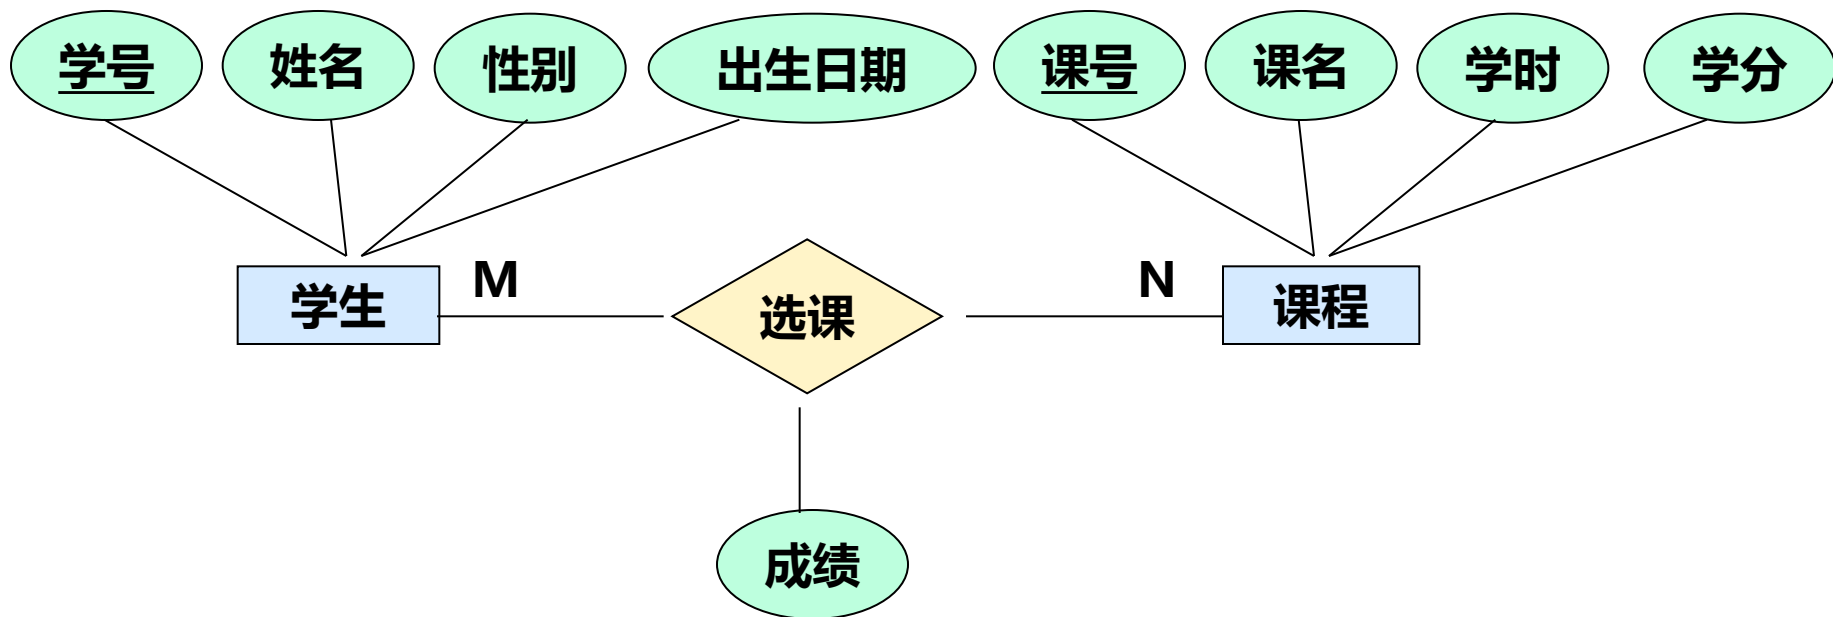 学号 姓名 性别 出生日期 课号 课名 学时 学分
学生 M 选课 N 课程
成绩